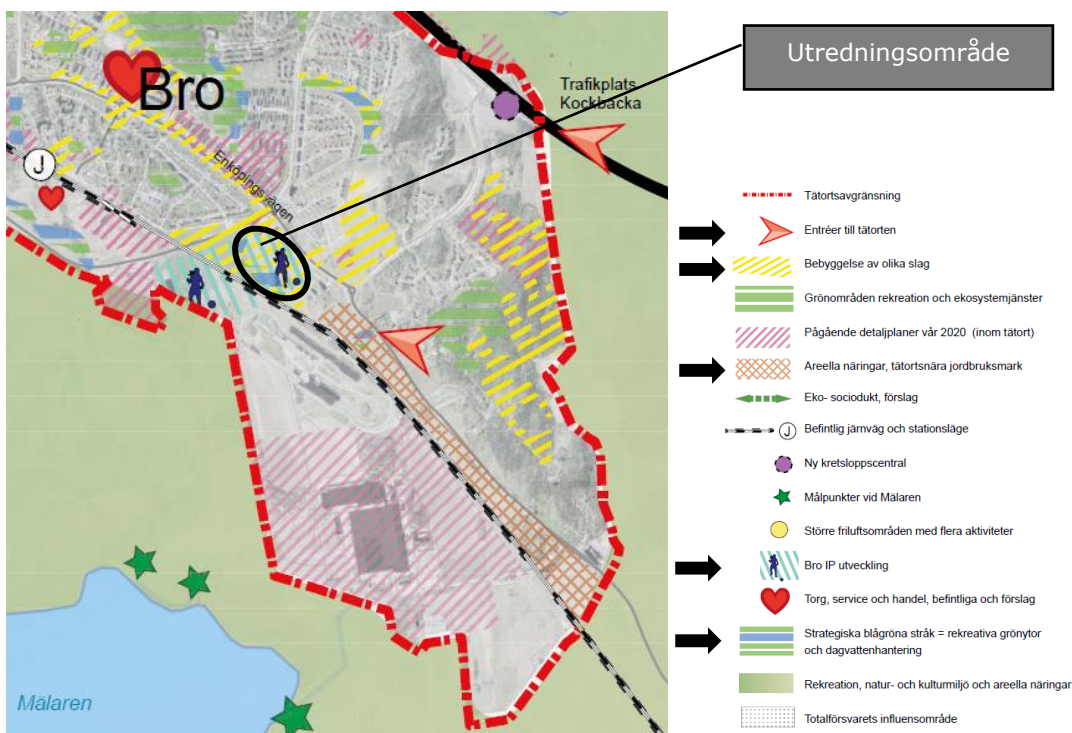 Utredningsområde
Bro
Trafikplats
Kockbacka
J
Enköpingsvägen
Mälaren
Tätortsavgränsning
Entréer till tätorten
Bebyggelse av olika slag
Grönområden rekreation och ekosystemjänster
Pågående detaljplaner vår 2020 (inom tätort)
Areella näringar, tätortsnära jordbruksmark
Eko- sociodukt, förslag
J
Befintlig järnväg och stationsläge
Ny kretsloppscentral
Målpunkter vid Mälaren
Större friluftsområden med flera aktiviteter
Bro IP utveckling
Torg, service och handel, befintliga och förslag
Strategiska blågröna stråk = rekreativa grönytor
och dagvattenhantering
Rekreation, natur- och kulturmiljö och areella näringar
Totalförsvarets influensområde